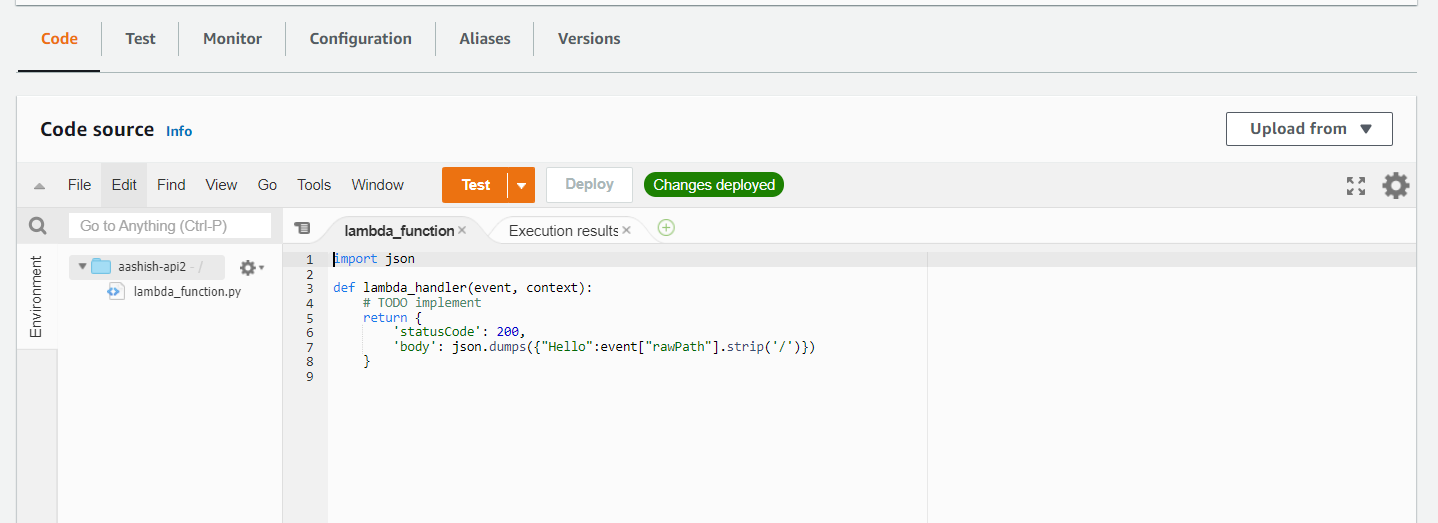 Code Test Monitor Configuration Aliases Versions
Code source Info Upload from
File Edit Find View Go Tools Window Test Deploy Changes deployed
Go to Anything (Ctrl-P) lambda_function Execution results
Environment
aashish-api2 - /
lambda_function.py
1 import json
2
3 def lambda_handler(event, context):
4     # TODO implement
5     return {
6         'statusCode': 200,
7         'body': json.dumps({"Hello":event["rawPath"].strip('/')})
8     }
9